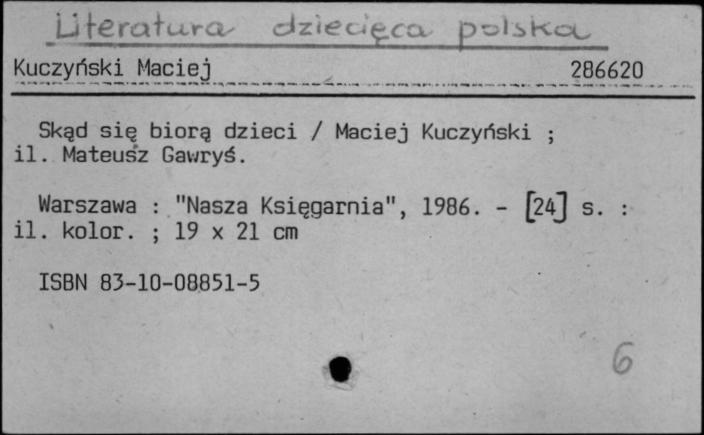 Literatura dziecięca polska
Kuczyński Maciej 286620
Skąd się biorą dzieci / Maciej Kuczyński ;
il. Mateusz Gawryś.
Warszawa : "Nasza Księgarnia", 1986. - [24] s. :
il. kolor. ; 19 x 21 cm
ISBN 83-10-08851-5
6